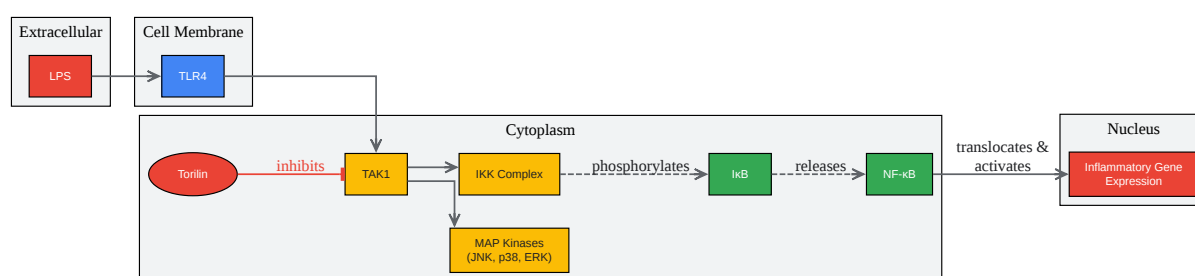 Extracellular
LPS
Cell Membrane
TLR4
Cytoplasm
Torilin
inhibits
TAK1
IKK Complex
phosphorylates
IκB
releases
NF-κB
MAP Kinases
(JNK, p38, ERK)
translocates &
activates
Nucleus
Inflammatory Gene
Expression